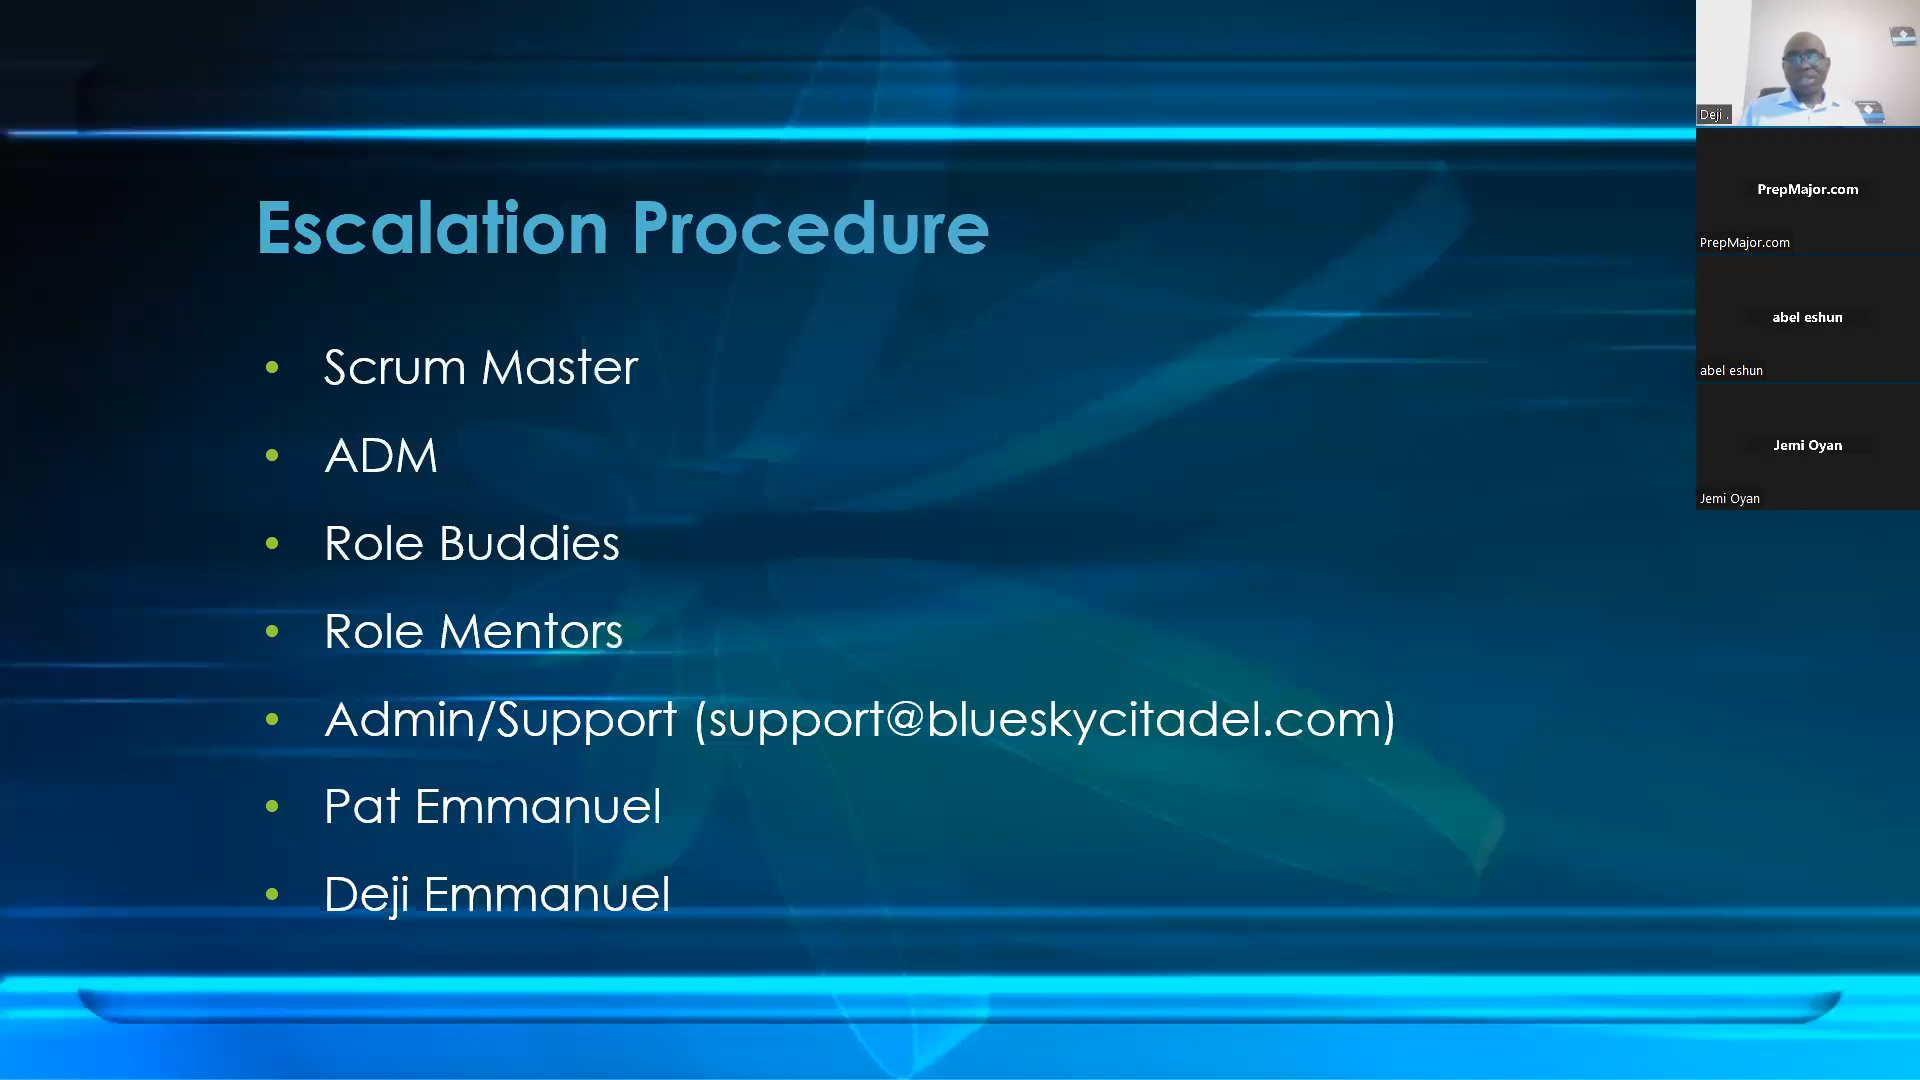 Escalation Procedure
• Scrum Master
• ADM
• Role Buddies
• Role Mentors
• Admin/Support (support@blueskycitadel.com)
• Pat Emmanuel
• Deji Emmanuel
Deji .
PrepMajor.com
PrepMajor.com
abel eshun
abel eshun
Jemi Oyan
Jemi Oyan